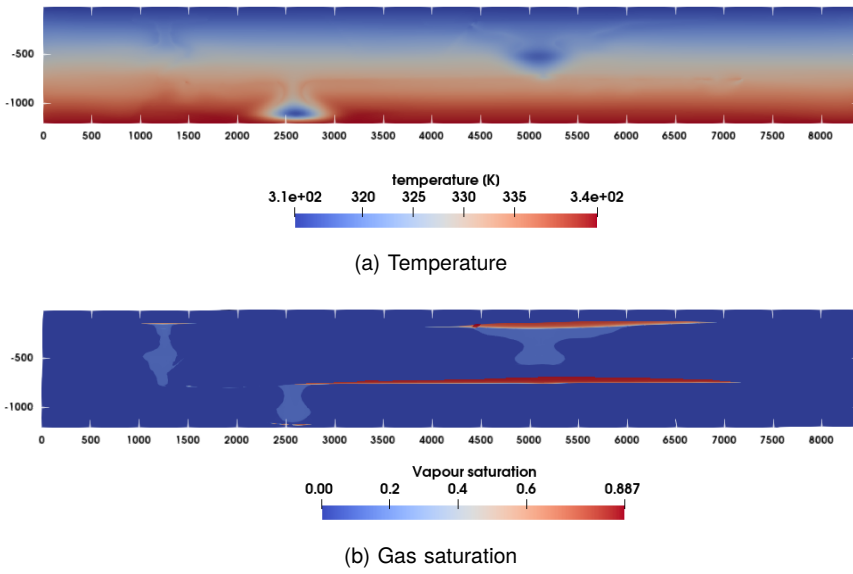 -500
-1000
0 500 1000 1500 2000 2500 3000 3500 4000 4500 5000 5500 6000 6500 7000 7500 8000
temperature (K)
3.1e+02 320 325 330 335 3.4e+02
(a) Temperature
-500
-1000
0 500 1000 1500 2000 2500 3000 3500 4000 4500 5000 5500 6000 6500 7000 7500 8000
Vapour saturation
0.00 0.2 0.4 0.6 0.887
(b) Gas saturation